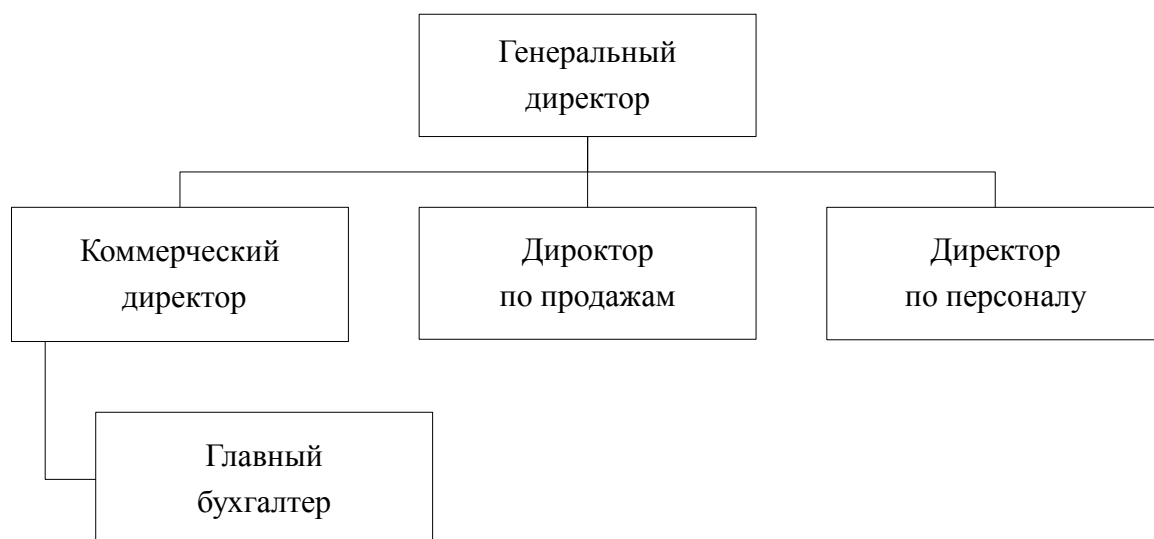 Генеральный
директор
Коммерческий
директор
Дироктор
по продажам
Директор
по персоналу
Главный
бухгалтер